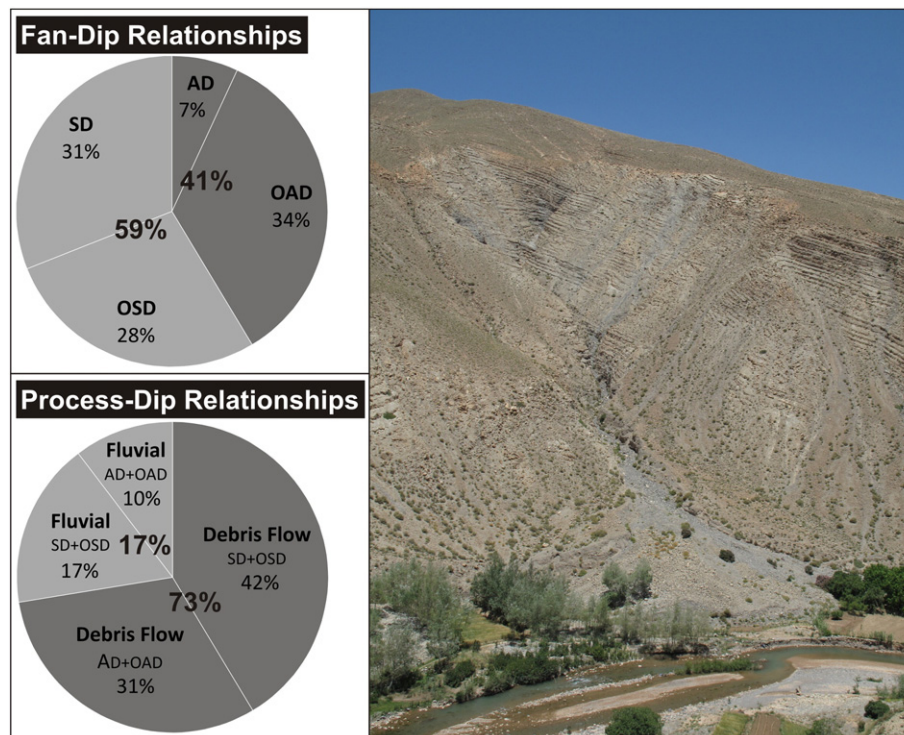 Fan-Dip Relationships
AD
7%
SD
31%
41%
OAD
34%
59%
OSD
28%
Process-Dip Relationships
Fluvial
AD+OAD
10%
Fluvial
SD+OSD
17%
17%
Debris Flow
SD+OSD
42%
73%
Debris Flow
AD+OAD
31%